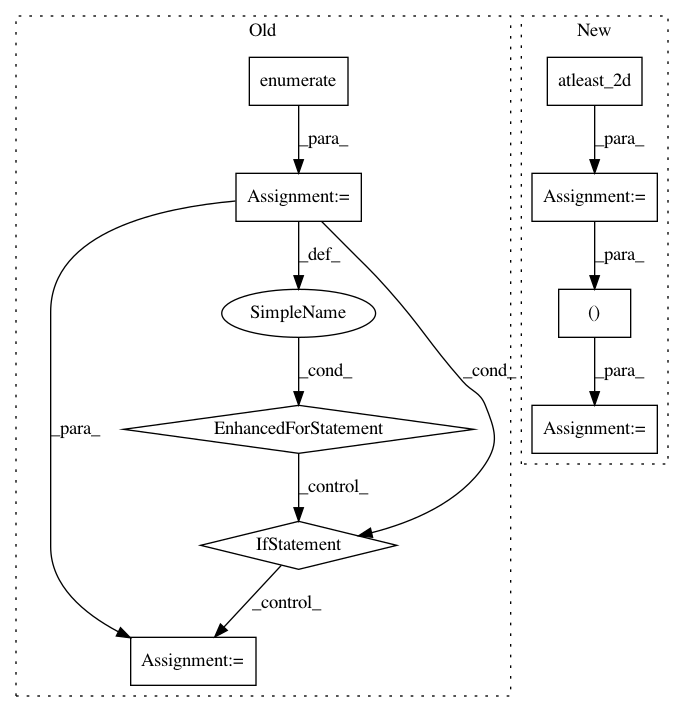 Old
New
enumerate
atleast_2d
_para_
_para_
Assignment:=
Assignment:=
_def_
_para_
SimpleName
()
_cond_
_cond_
_para_
_para_
EnhancedForStatement
Assignment:=
_control_
IfStatement
_control_
Assignment:=